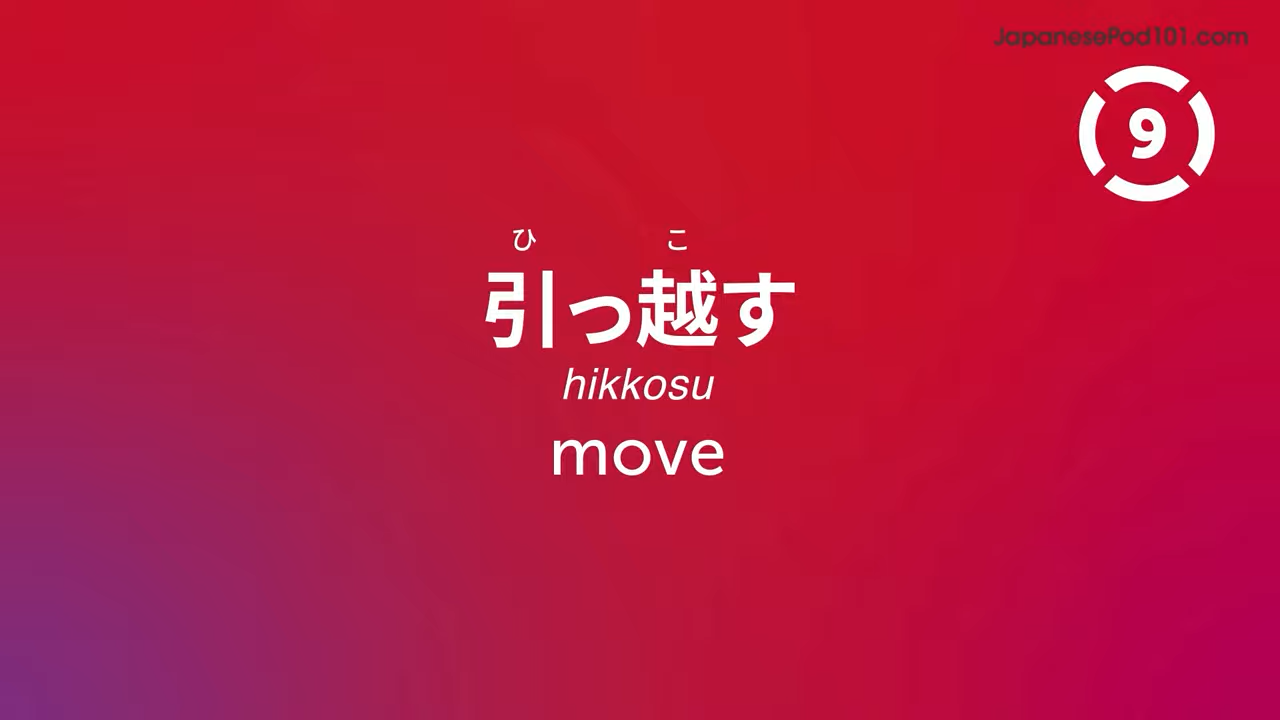 JapanesePod101.com
9
ひ こ
引っ越す
hikkosu
move